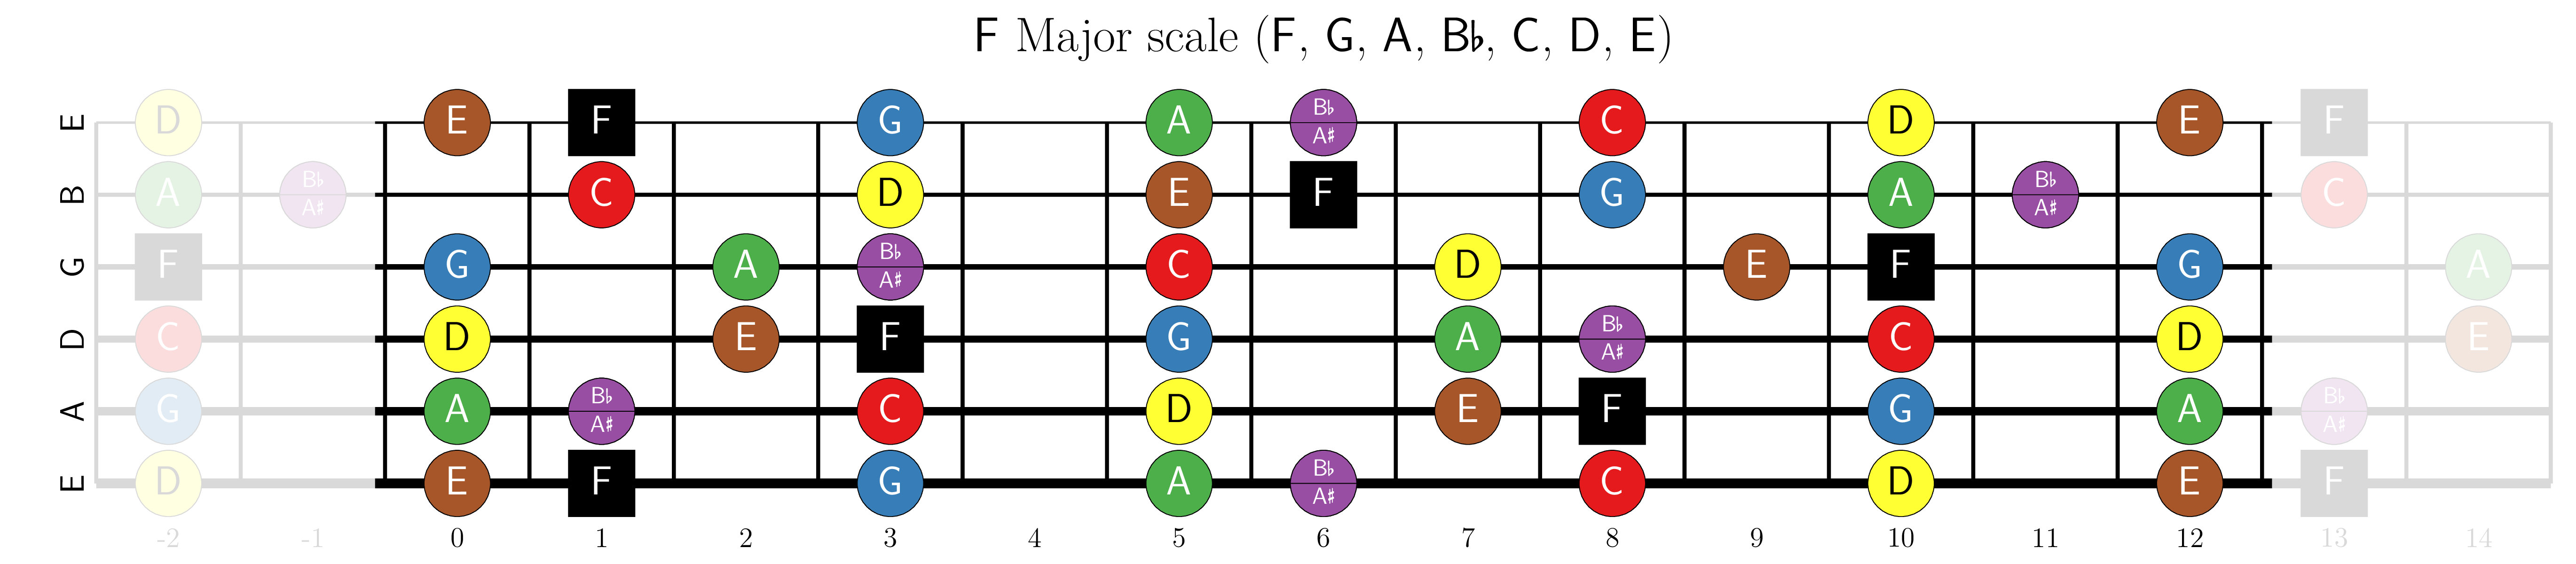 F Major scale (F, G, A, B♭, C, D, E)
E D E F G A B♭ A♯ C D E F
B A B♭ A♯ C D E F G A B♭ A♯ C
G F G A B♭ A♯ C D E F G A
D C D E F G A B♭ A♯ C D E
A G A B♭ A♯ C D E F G A B♭ A♯
E D E F G A B♭ A♯ C D E F
-2 -1 0 1 2 3 4 5 6 7 8 9 10 11 12 13 14